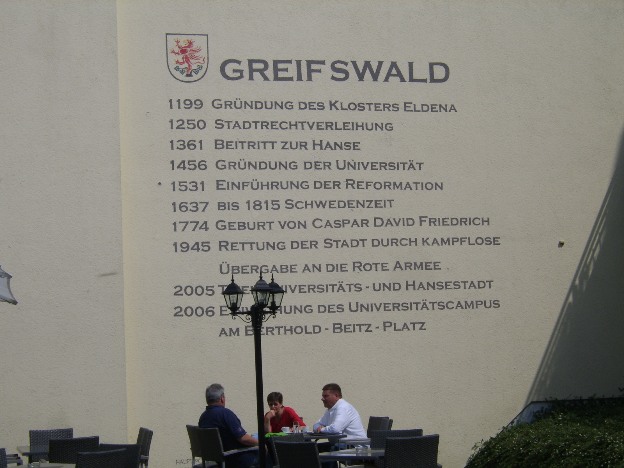 GREIFSWALD
1199 GRÜNDUNG DES KLOSTERS ELDENA
1250 STADTRECHTVERLEIHUNG
1361 BEITRITT ZUR HANSE
1456 GRÜNDUNG DER UNIVERSITÄT
1531 EINFÜHRUNG DER REFORMATION
1637 BIS 1815 SCHWEDENZEIT
1774 GEBURT VON CASPAR DAVID FRIEDRICH
1945 RETTUNG DER STADT DURCH KAMPFLOSE
ÜBERGABE AN DIE ROTE ARMEE
2005 UNIVERSITÄTS - UND HANSESTADT
2006 DES UNIVERSITÄTSCAMPUS
AM BERTHOLD - BEITZ - PLATZ